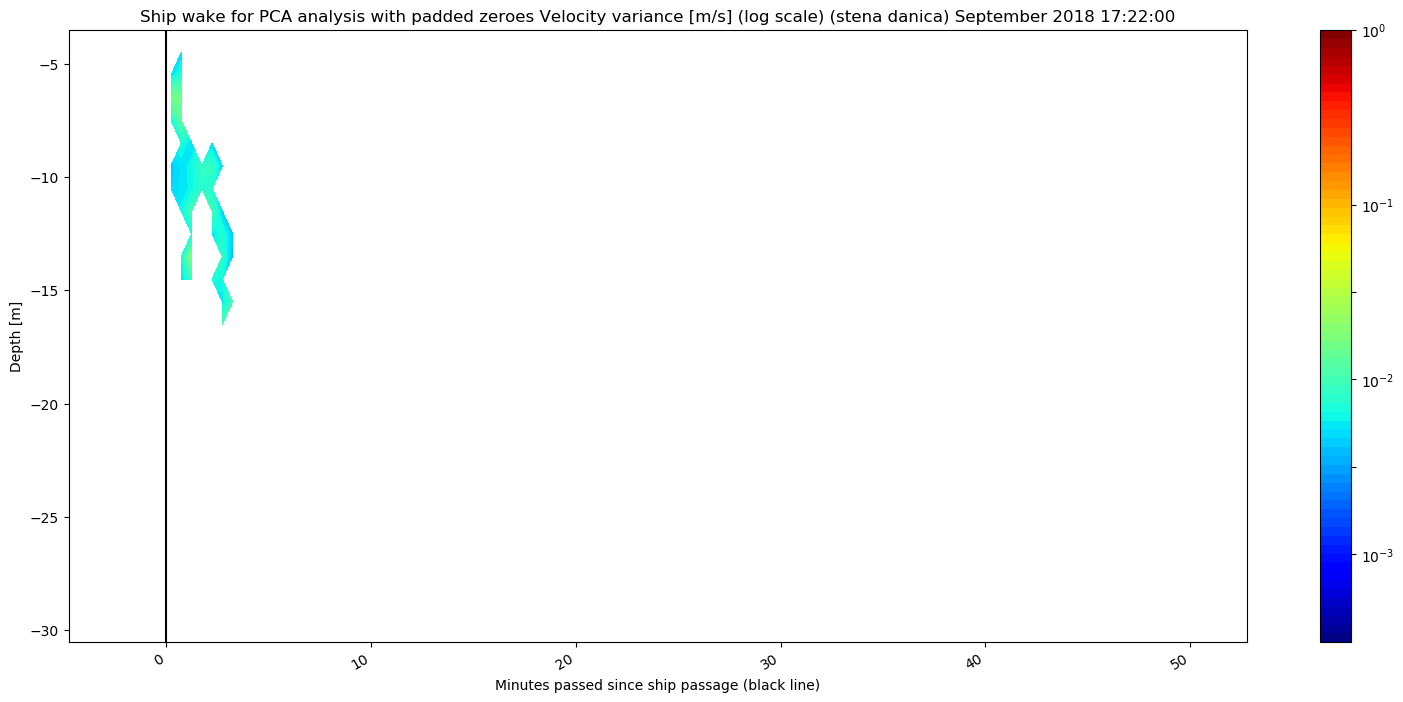 Ship wake for PCA analysis with padded zeroes Velocity variance [m/s] (log scale) (stena danica) September 2018 17:22:00
10⁰
−5
10⁻¹
−10
−15
Depth [m]
10⁻²
−20
−25
10⁻³
−30
0 10 20 30 40 50
Minutes passed since ship passage (black line)